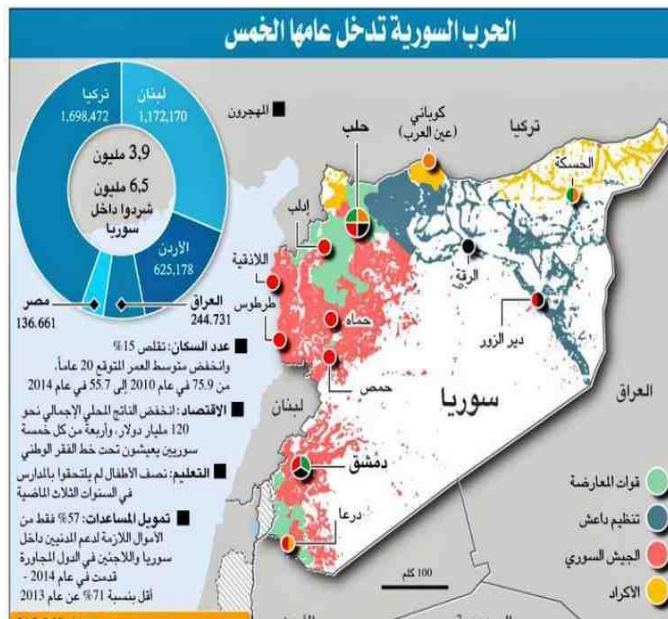 الحرب السورية تدخل عامها الخمس
المهجرون ■
لبنان
1,172,170
تركيا
1,698,472
3,9 مليون
6,5 مليون
شردوا داخل
سوريا
الأردن
625,178
مصر
136.661
العراق
244.731
■ عدد السكان: تقلص 15%
وانخفض متوسط العمر المتوقع 20 عاماً،
من 75.9 في عام 2010 إلى 55.7 في عام 2014
■ الاقتصاد: انخفض الناتج المحلي الإجمالي نحو
120 مليار دولار، وأربعة من كل خمسة
سوريين يعيشون تحت خط الفقر الوطني
■ التعليم: نصف الأطفال لم يلتحقوا بالمدارس
في السنوات الثلاث الماضية
■ تمويل المساعدات: 57% فقط من
الأموال اللازمة لدعم المدنيين داخل
سوريا واللاجئين في الدول المجاورة
قدمت في عام 2014 -
أقل بنسبة 71% عن عام 2013
تركيا
كوباني
(عين العرب)
حلب
الحسكة
إدلب
اللاذقية
طرطوس
الرقة
حماه
دير الزور
حمص
سوريا
العراق
لبنان
دمشق
درعا
100 كلم
قوات المعارضة
تنظيم داعش
الجيش السوري
الأكراد